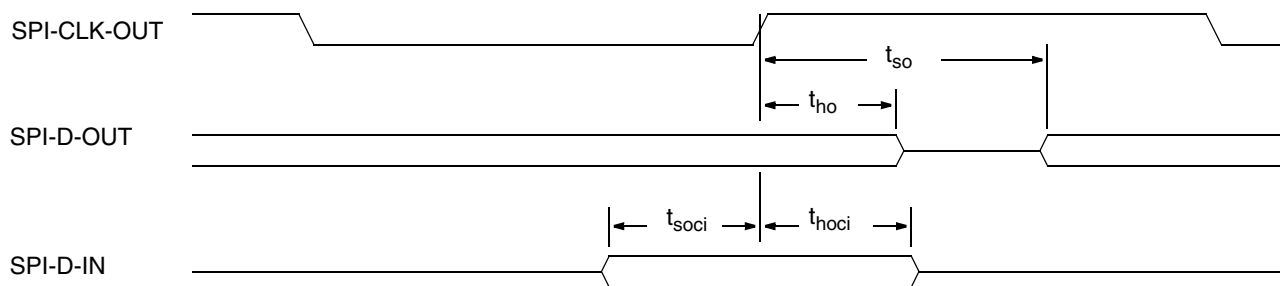 SPI-CLK-OUT
tso
tho
SPI-D-OUT
tsoci
thoci
SPI-D-IN